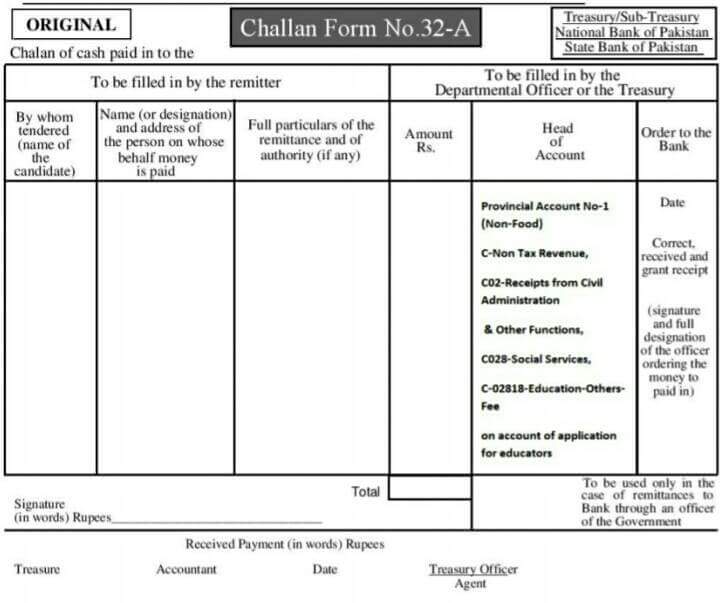 ORIGINAL
Challan Form No.32-A
Treasury/Sub-Treasury
National Bank of Pakistan
State Bank of Pakistan
Chalan of cash paid in to the
To be filled in by the remitter
To be filled in by the
Departmental Officer or the Treasury
By whom
tendered
(name of
the
candidate)
Name (or designation)
and address of
the person on whose
behalf money
is paid
Full particulars of the
remittance and of
authority (if any)
Amount
Rs.
Head
of
Account
Order to the
Bank
Provincial Account No-1
(Non-Food)
C-Non Tax Revenue,
C02-Receipts from Civil
Administration
& Other Functions,
C028-Social Services,
C-02818-Education-Others-
Fee
on account of application
for educators
Date
Correct,
received and
grant receipt
(signature
and full
designation
of the officer
ordering the
money to
paid in)
Total
Signature
(in words) Rupees
To be used only in the
case of remittances to
Bank through an officer
of the Government
Received Payment (in words) Rupees
Treasure
Accountant
Date
Treasury Officer
Agent